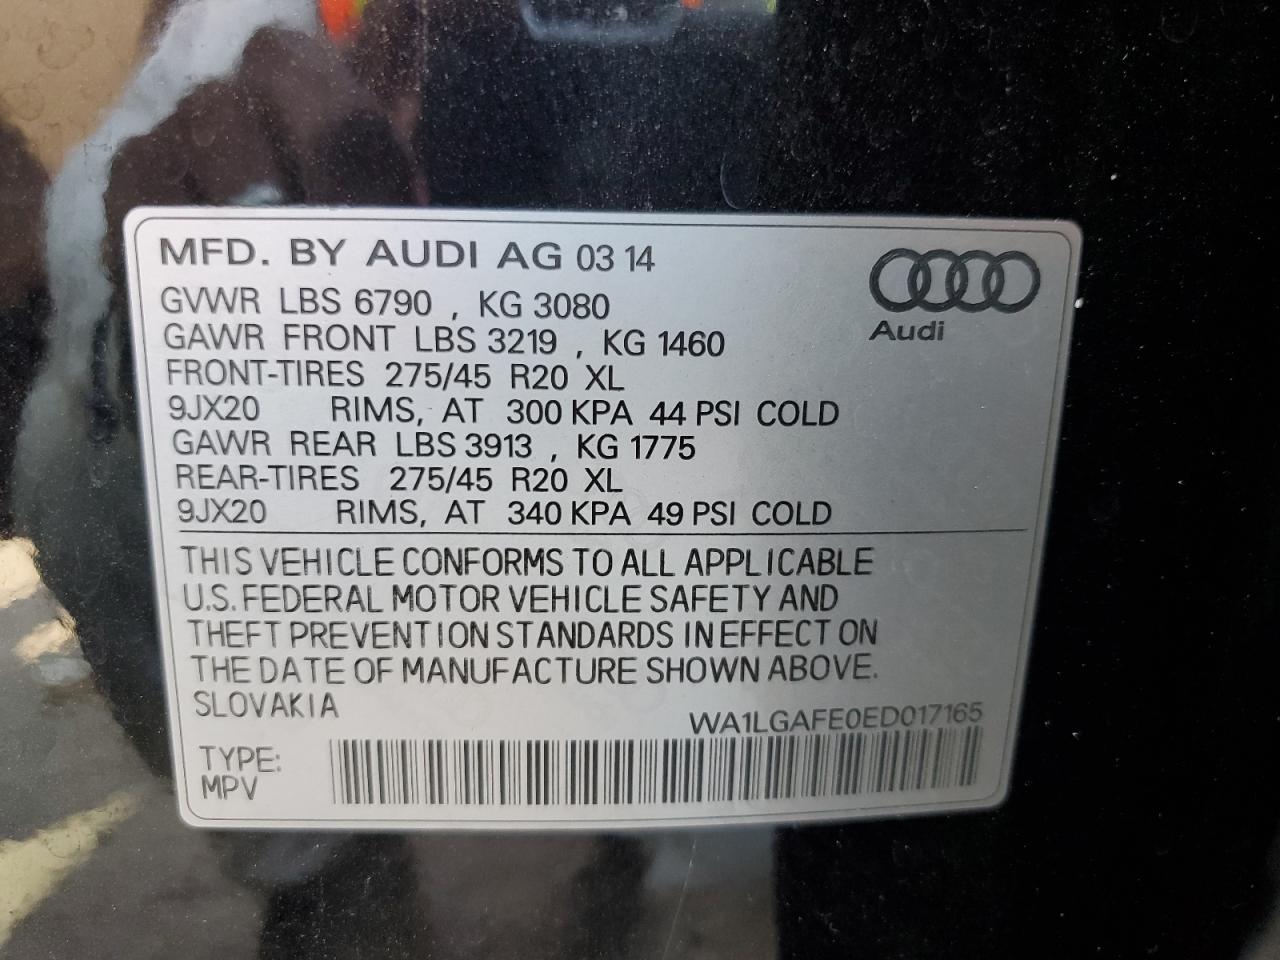 MFD. BY AUDI AG 03 14
Audi
GVWR LBS 6790 , KG 3080
GAWR FRONT LBS 3219 , KG 1460
FRONT-TIRES 275/45 R20 XL
9JX20 RIMS, AT 300 KPA 44 PSI COLD
GAWR REAR LBS 3913 , KG 1775
REAR-TIRES 275/45 R20 XL
9JX20 RIMS, AT 340 KPA 49 PSI COLD
THIS VEHICLE CONFORMS TO ALL APPLICABLE
U.S. FEDERAL MOTOR VEHICLE SAFETY AND
THEFT PREVENTION STANDARDS IN EFFECT ON
THE DATE OF MANUFACTURE SHOWN ABOVE.
SLOVAKIA
WA1LGAFE0ED017165
TYPE:
MPV